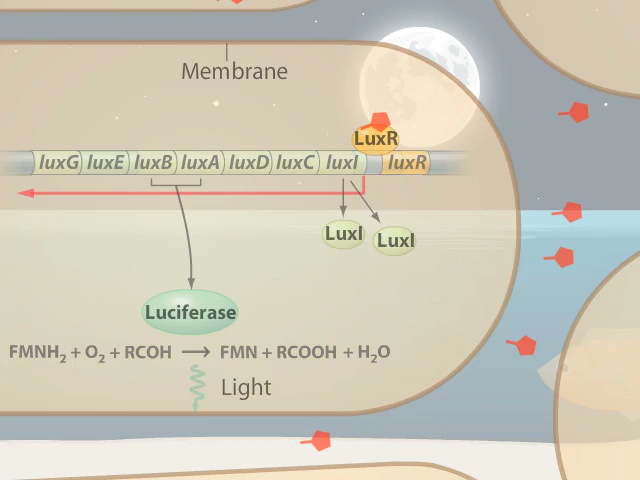 Membrane
LuxR
luxG luxE luxB luxA luxD luxC luxI luxR
LuxI
LuxI
Luciferase
FMNH₂ + O₂ + RCOH ⟶ FMN + RCOOH + H₂O
Light